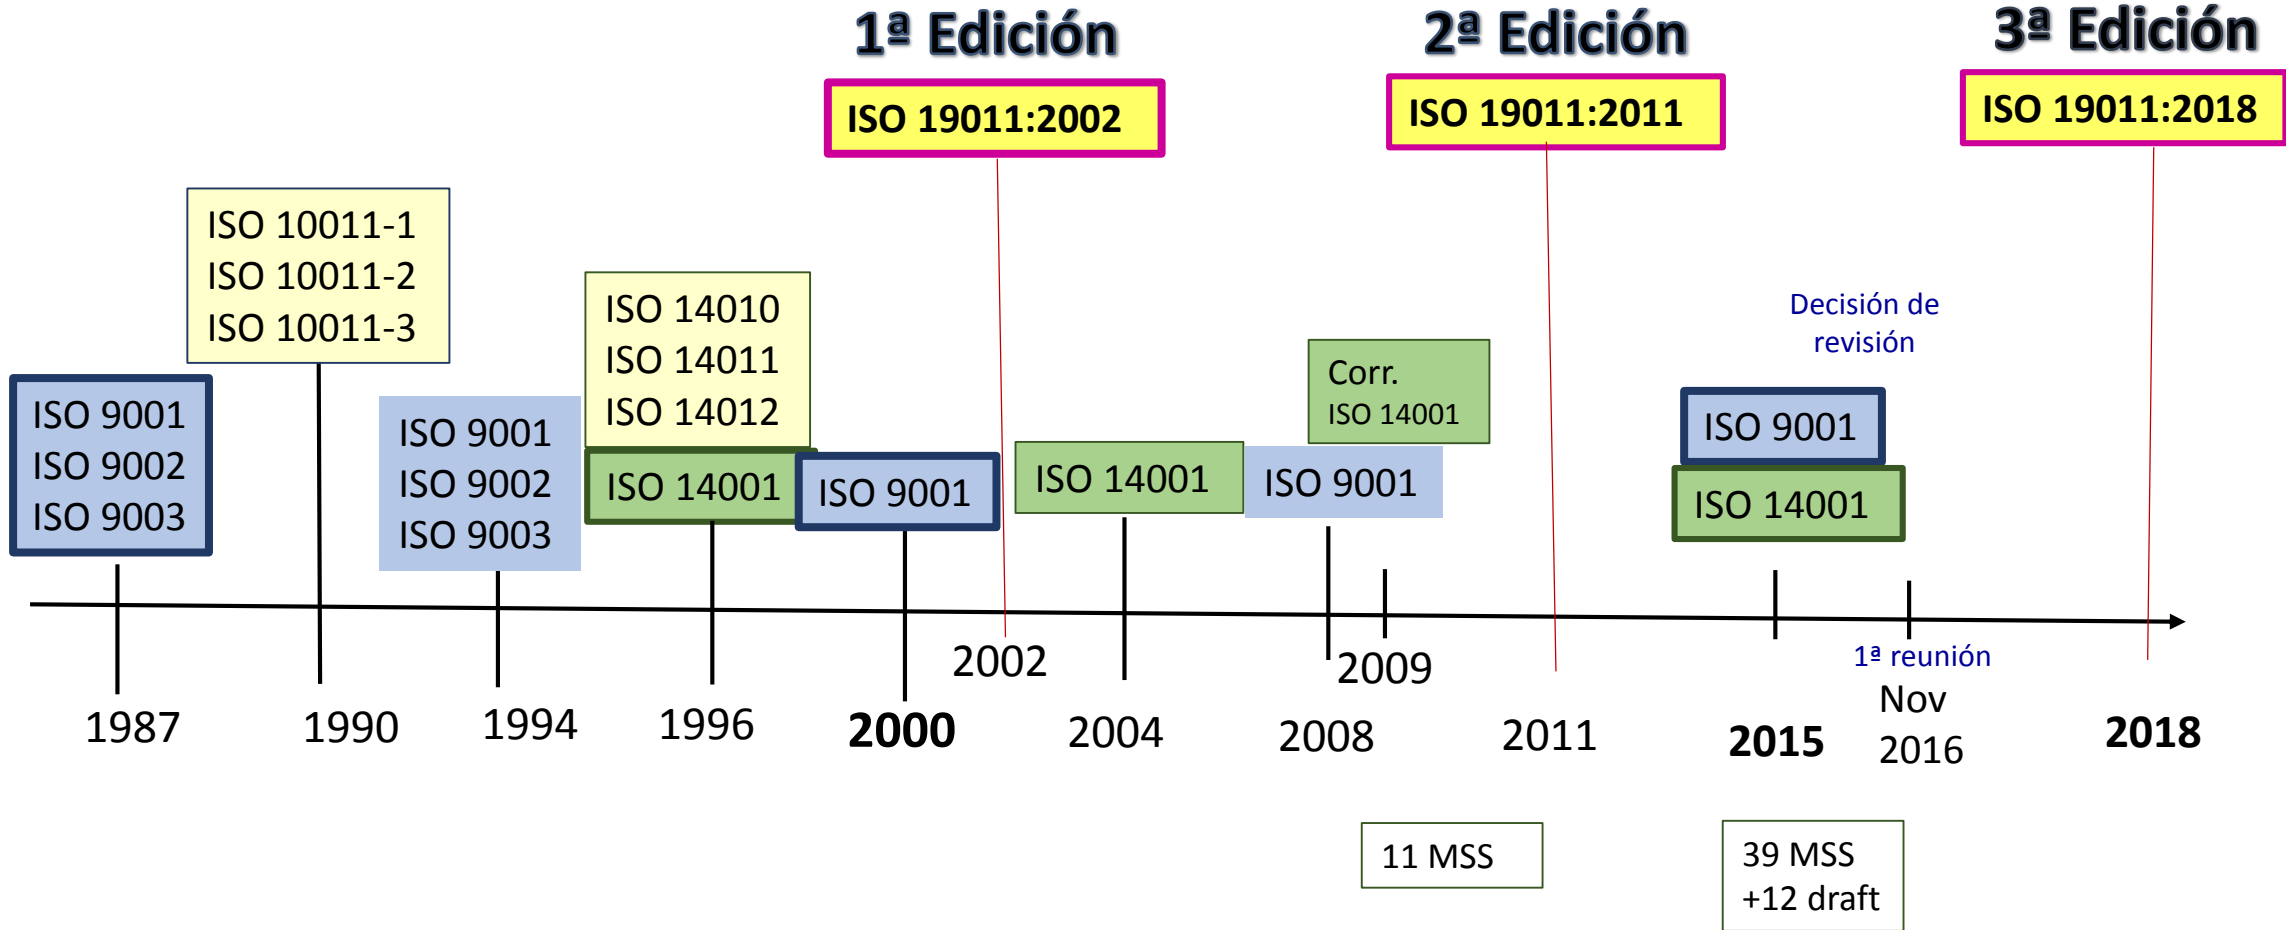 1ª Edición
2ª Edición
3ª Edición
ISO 19011:2002
ISO 19011:2011
ISO 19011:2018
ISO 10011-1
ISO 10011-2
ISO 10011-3
ISO 14010
ISO 14011
ISO 14012
Decisión de
revisión
Corr.
ISO 14001
ISO 9001
ISO 9002
ISO 9003
ISO 9001
ISO 9002
ISO 9003
ISO 14001
ISO 9001
ISO 14001
ISO 9001
ISO 9001
ISO 14001
1987
1990
1994
1996
2000
2002
2004
2008
2009
2011
2015
1ª reunión
Nov
2016
2018
11 MSS
39 MSS
+12 draft